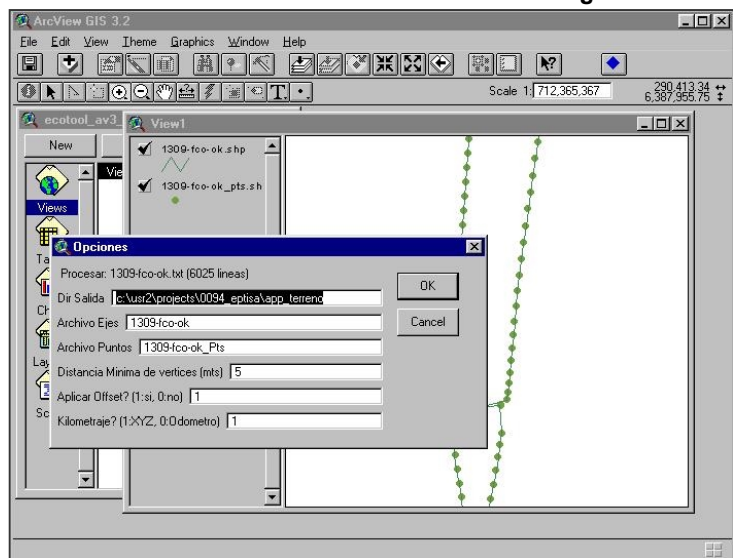 ArcView GIS 3.2
File Edit View Theme Graphics Window Help
Scale 1: 712,365,367
290,413.34
6,387,955.75
ecotool_av3_
New
Views
View1
1309-fco-ok.shp
1309-fco-ok_pts.sh
Opciones
Procesar: 1309-fco-ok.txt (6025 lineas)
Dir Salida c:\usr2\projects\0094_eptisa\app_terreno
Archivo Ejes 1309-fco-ok
Archivo Puntos 1309-fco-ok_Pts
Distancia Minima de vertices (mts) 5
Aplicar Offset? (1:si, 0:no) 1
Kilometraje? (1:XYZ, 0:Odometro) 1
OK
Cancel